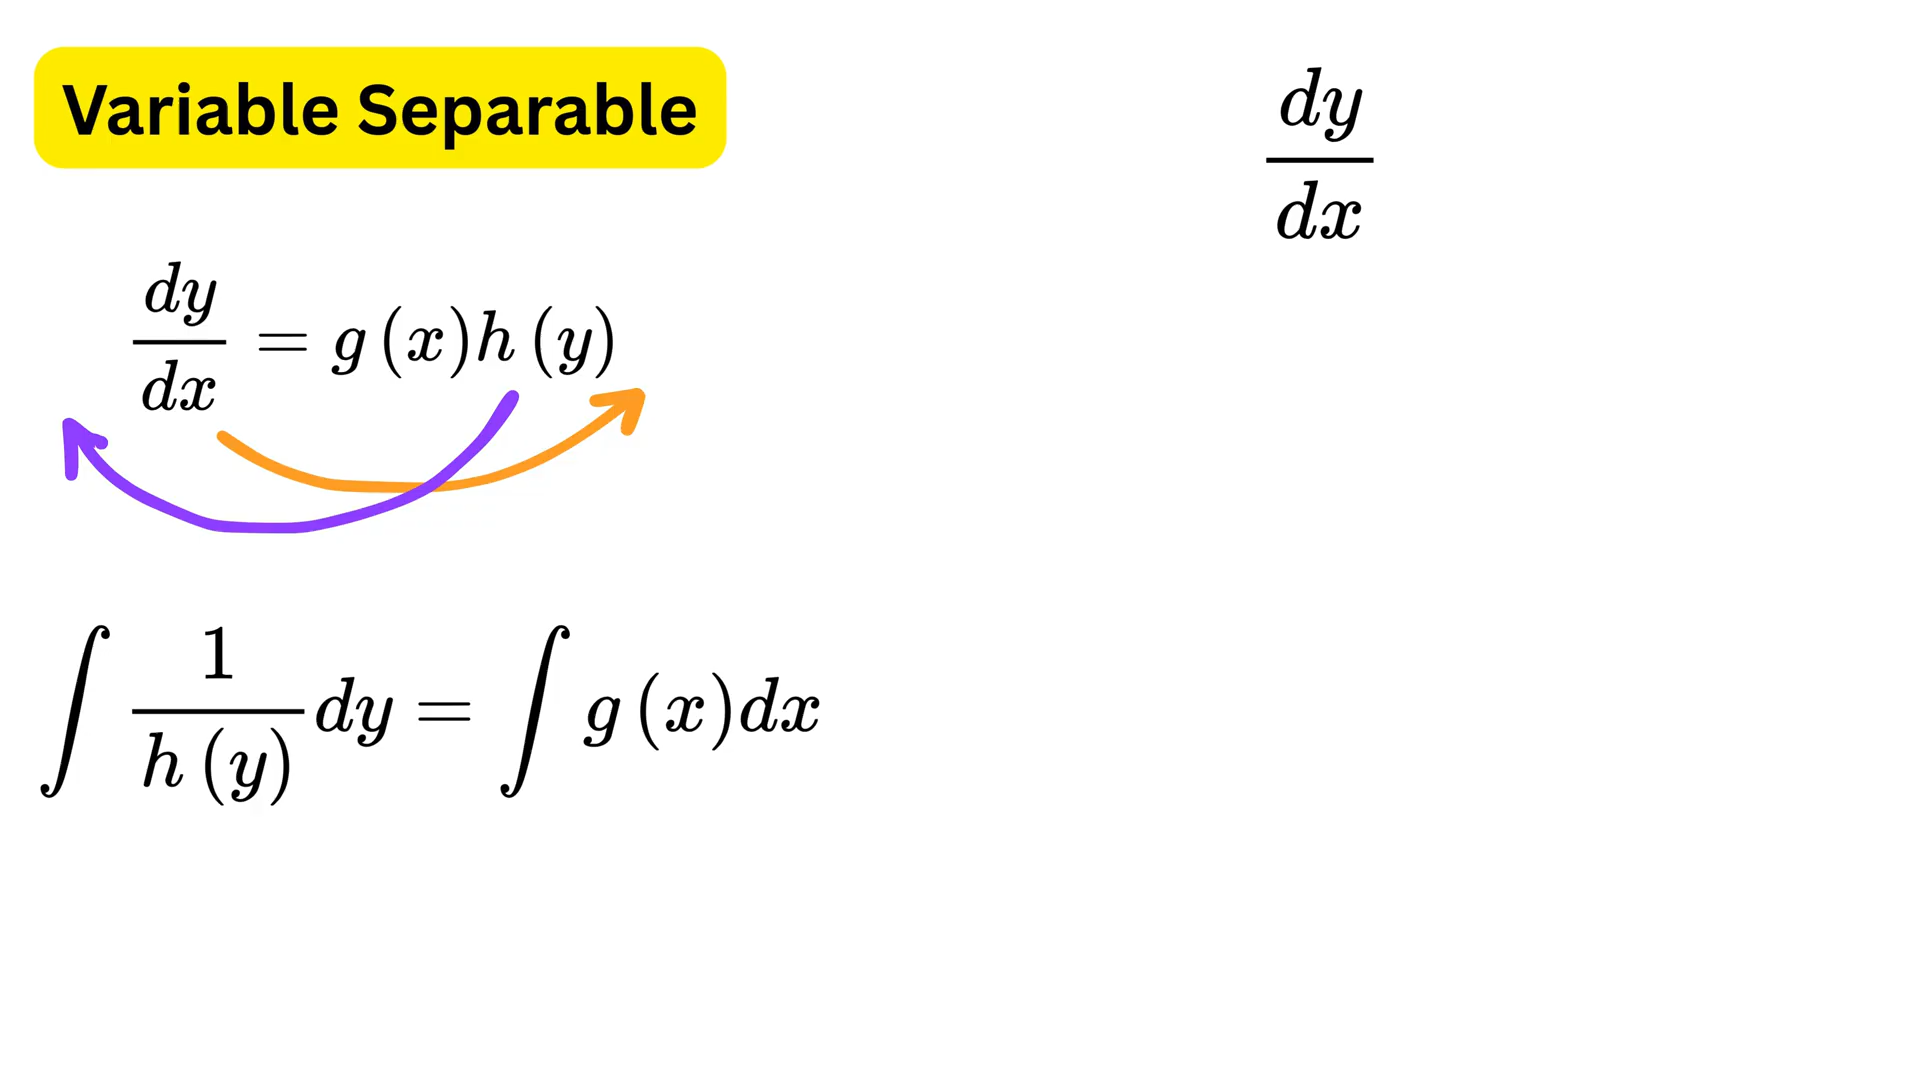 Variable Separable
dy/dx = g(x)h(y)
∫ 1/h(y) dy = ∫ g(x)dx
dy/dx